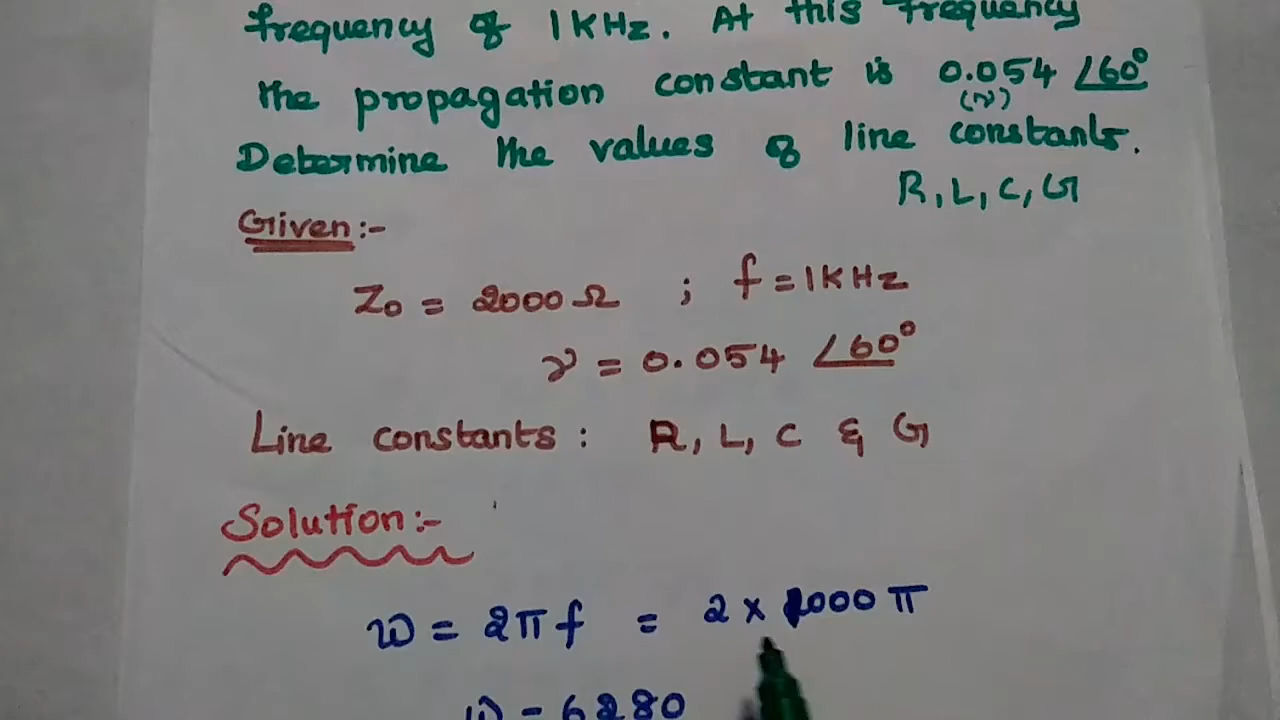 frequency of 1KHz. At this frequency
the propagation constant is 0.054 ∠60°
(γ)
Determine the values of line constants.
R, L, C, G
Given:-
Z₀ = 2000 Ω ; f = 1KHz
γ = 0.054 ∠60°
Line constants : R, L, C & G
Solution:-
ω = 2πf = 2 × 1000 π
ω = 6280